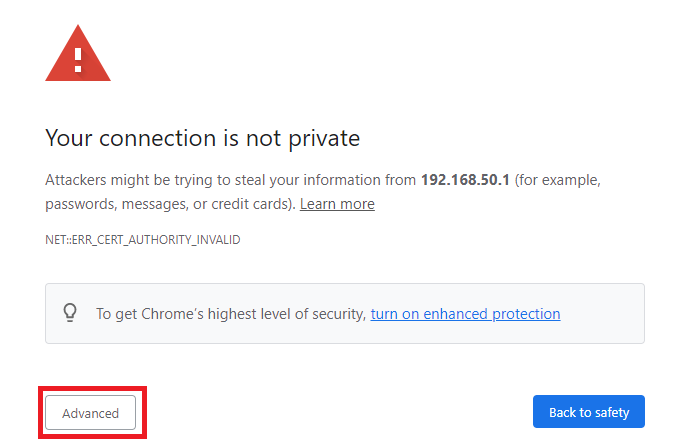 Your connection is not private
Attackers might be trying to steal your information from 192.168.50.1 (for example,
passwords, messages, or credit cards). Learn more
NET::ERR_CERT_AUTHORITY_INVALID
To get Chrome’s highest level of security, turn on enhanced protection
Advanced
Back to safety